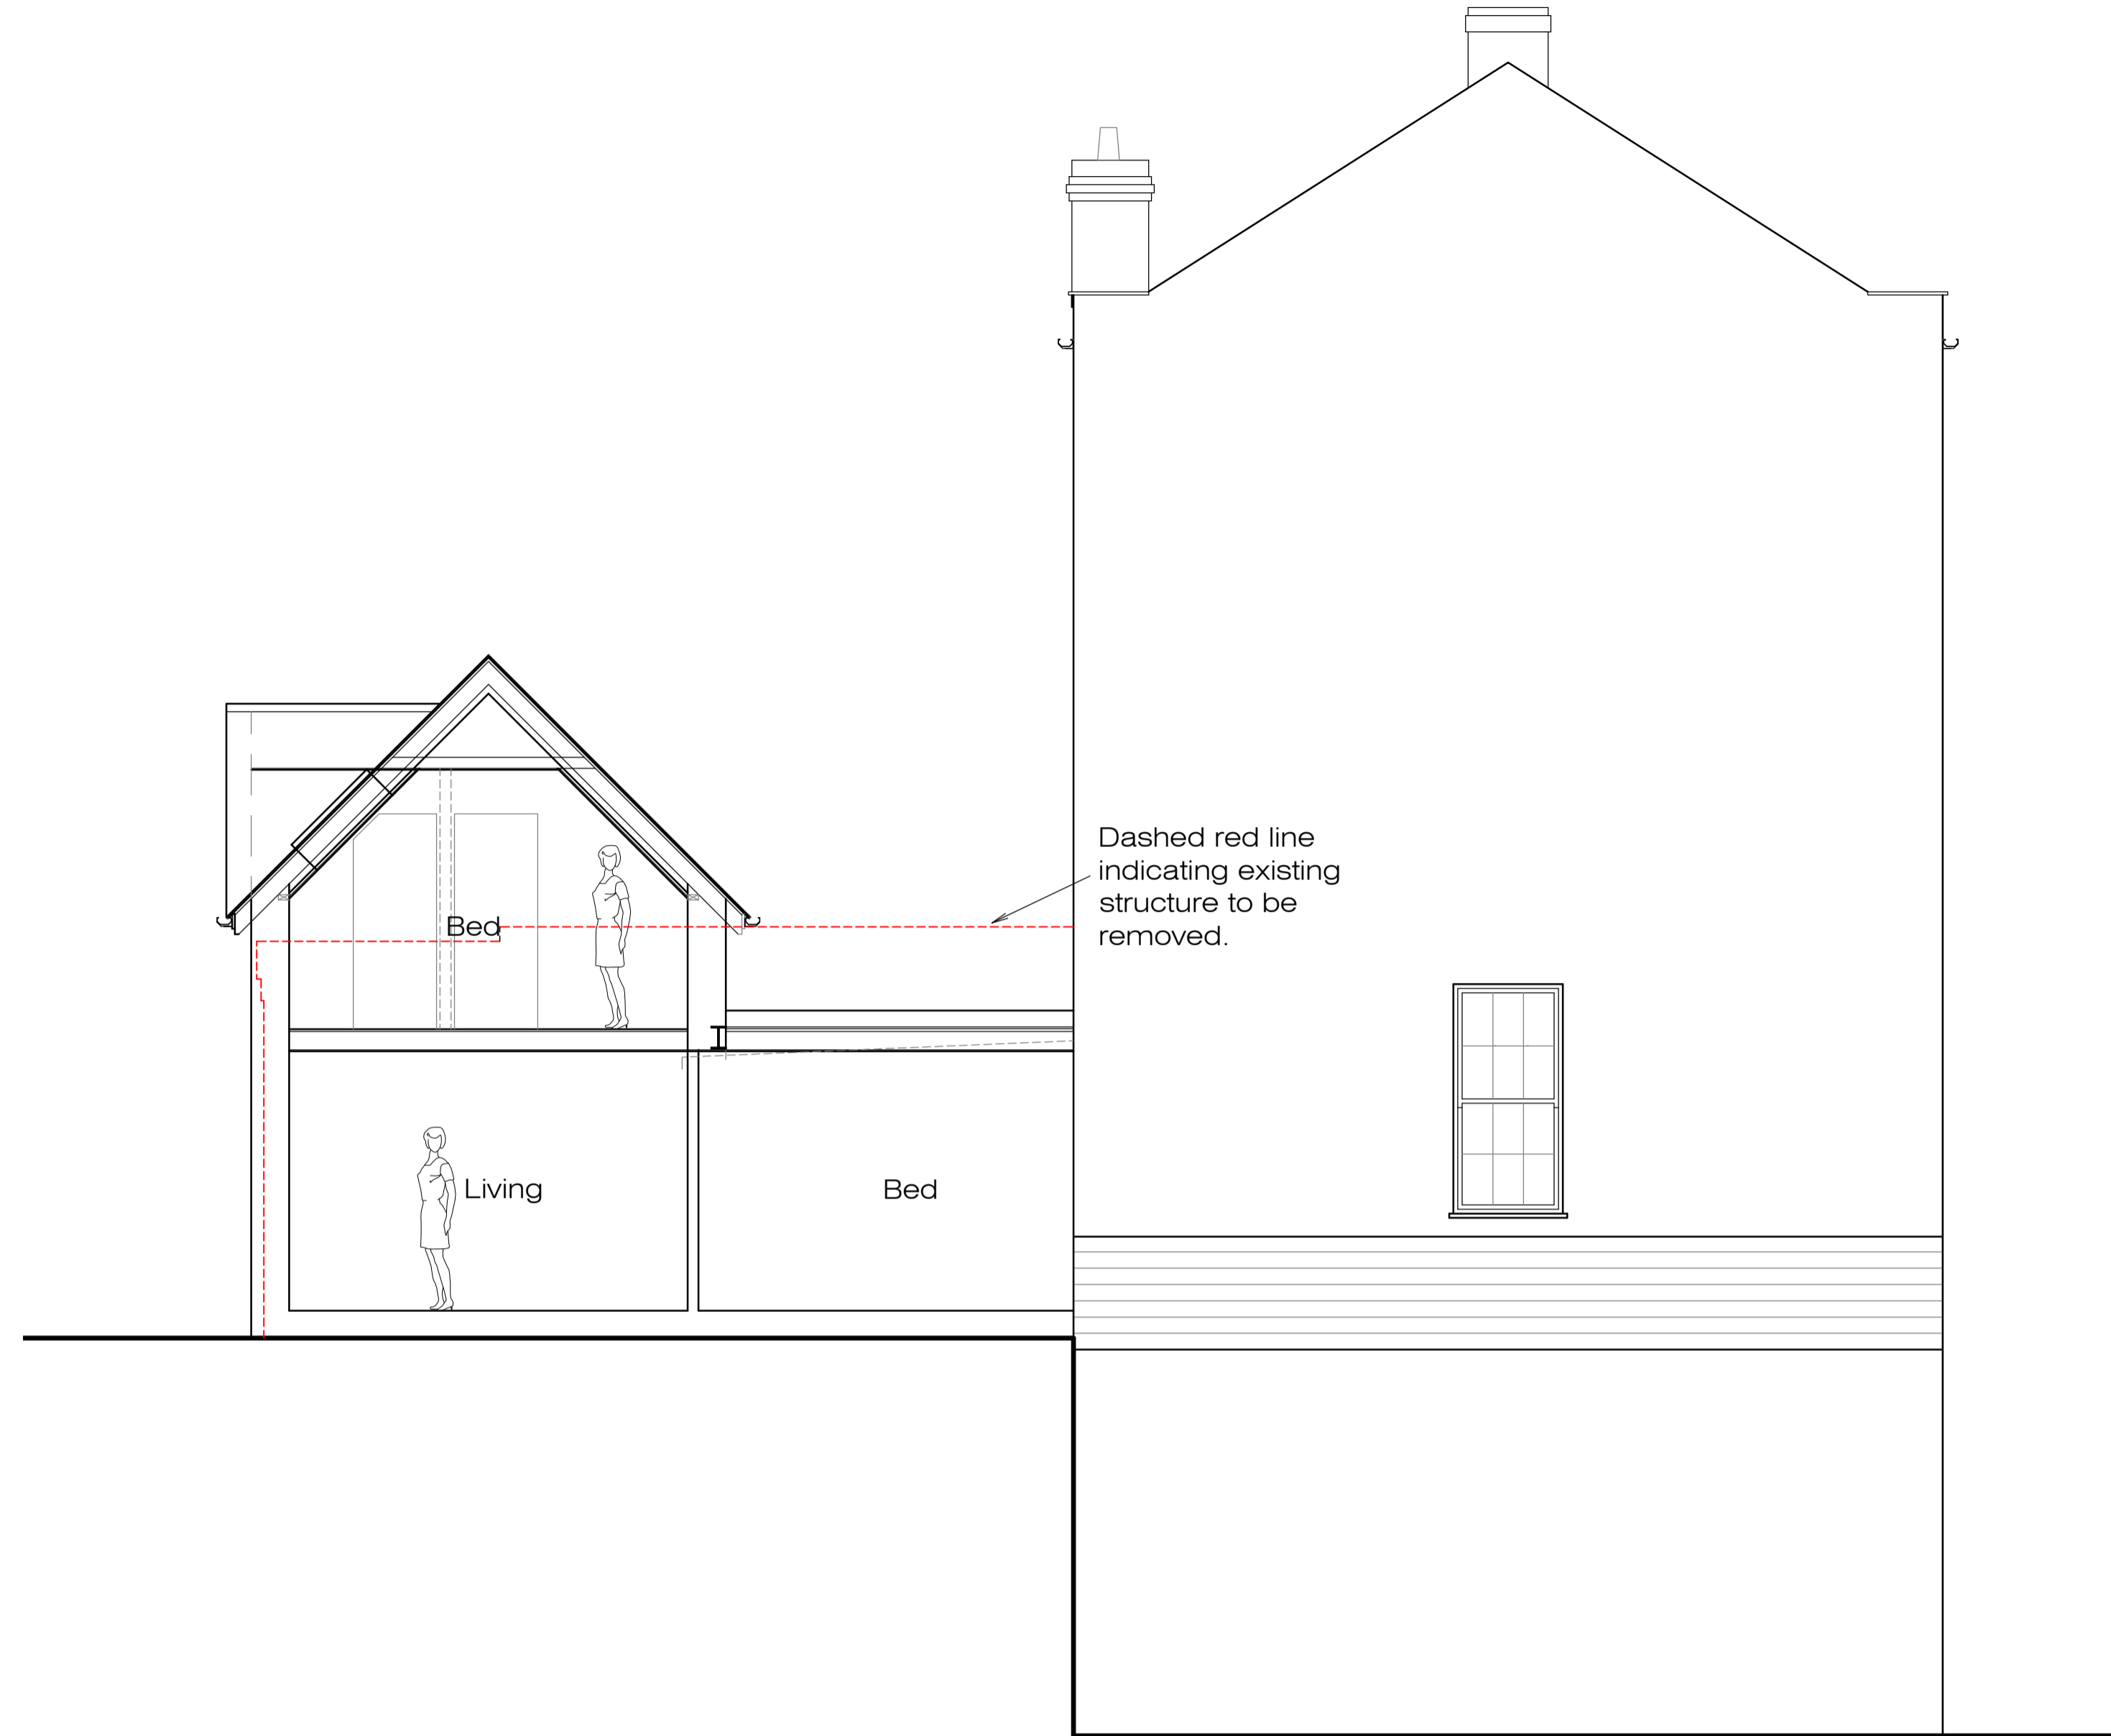 Dashed red line
indicating existing
structure to be
removed.
Bed
Living
Bed